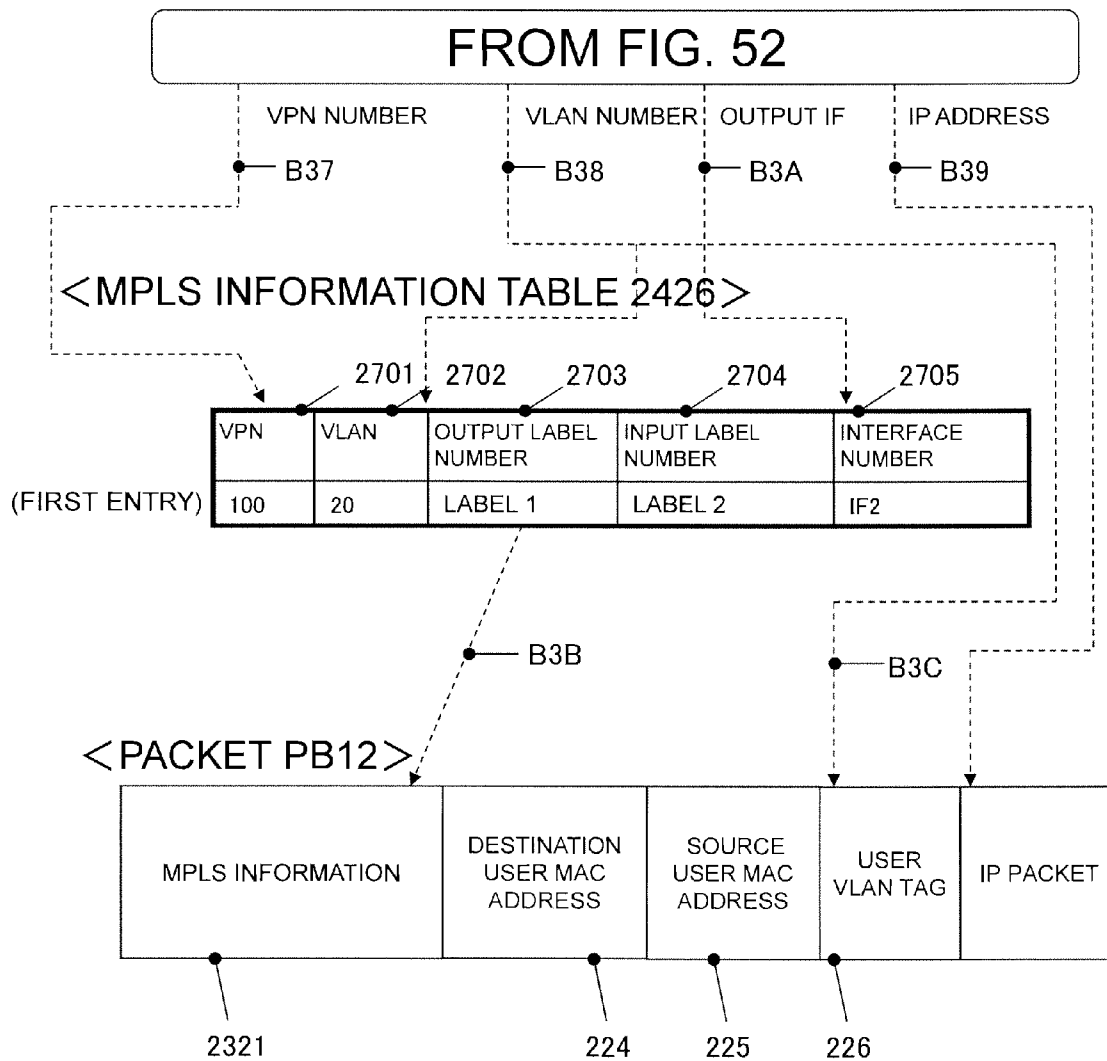 FROM FIG. 52
VPN NUMBER VLAN NUMBER OUTPUT IF IP ADDRESS
B37 B38 B3A B39
<MPLS INFORMATION TABLE 2426>
2701 2702 2703 2704 2705
VPN VLAN OUTPUT LABEL INPUT LABEL INTERFACE
NUMBER NUMBER NUMBER
(FIRST ENTRY) 100 20 LABEL 1 LABEL 2 IF2
B3B B3C
<PACKET PB12>
MPLS INFORMATION
DESTINATION
USER MAC
ADDRESS
SOURCE
USER MAC
ADDRESS
USER
VLAN TAG
IP PACKET
2321 224 225 226